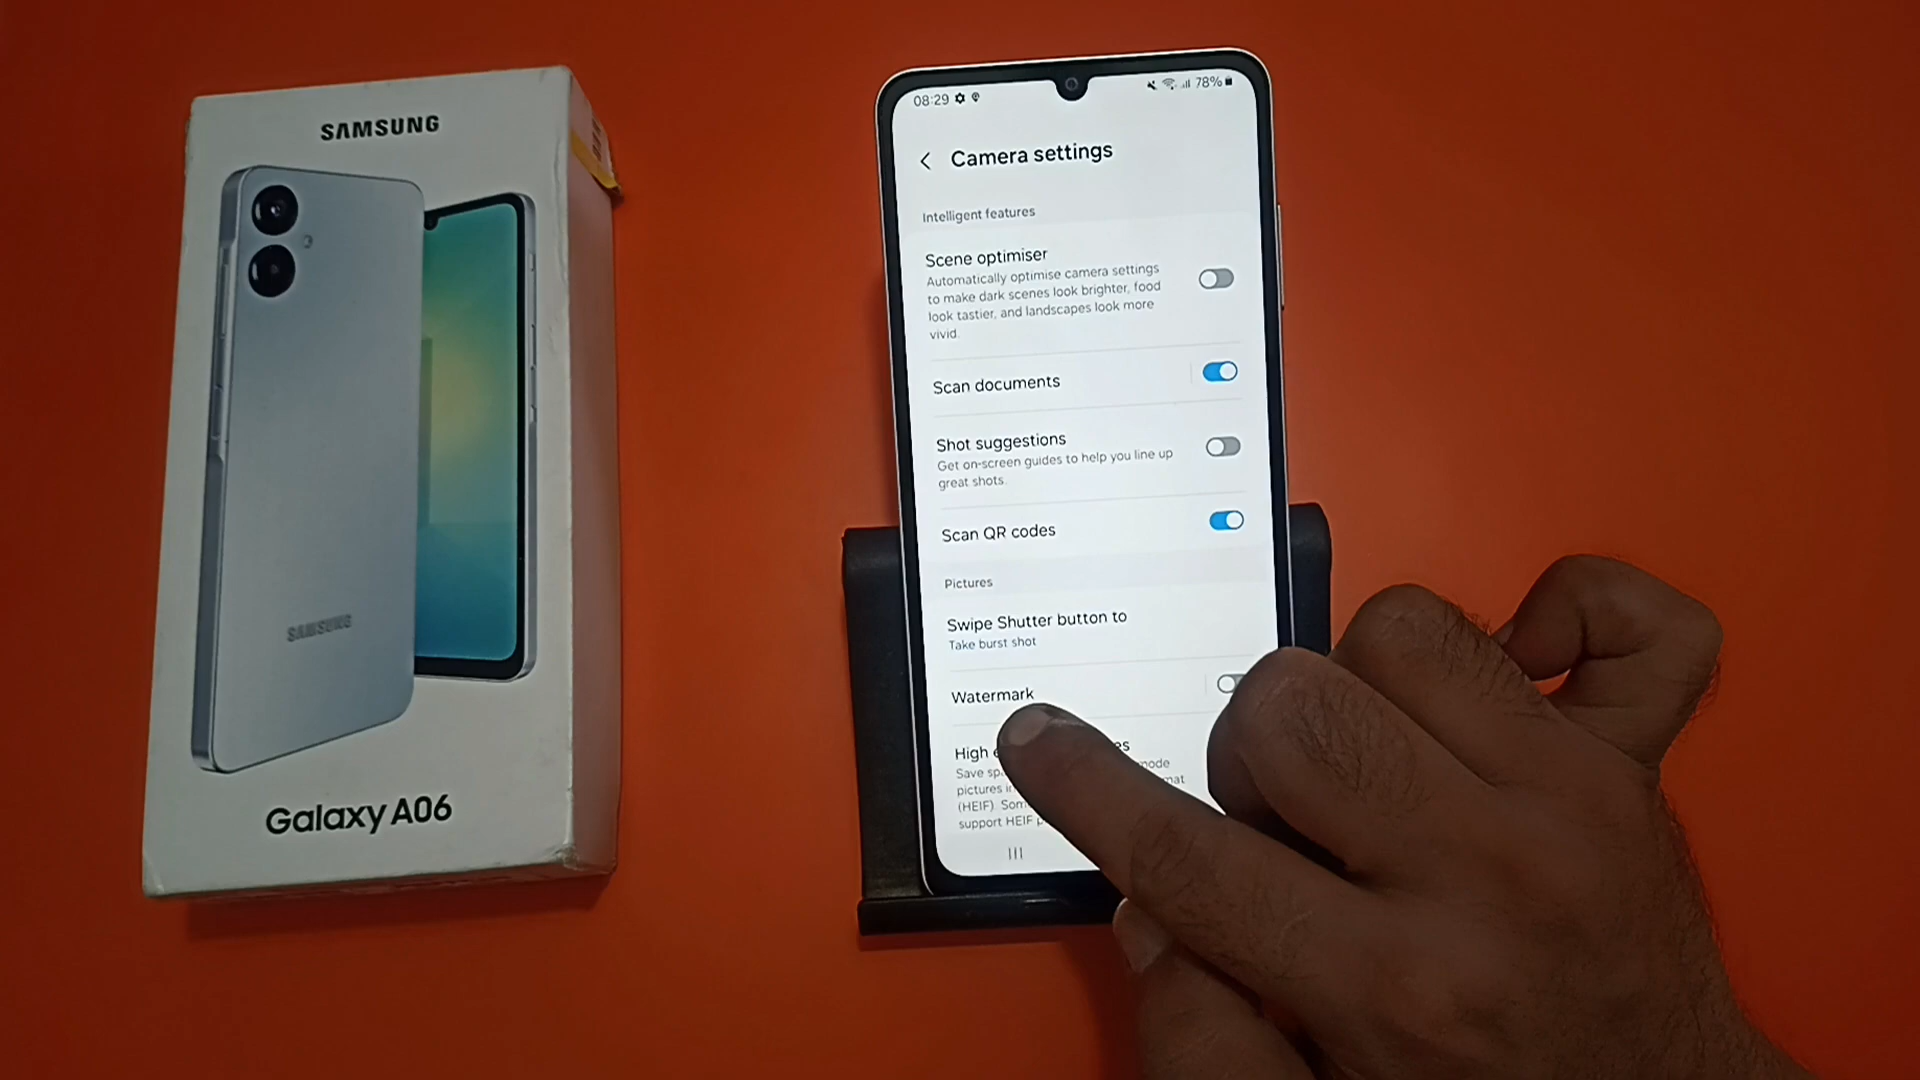 SAMSUNG
SAMSUNG
Galaxy A06
08:29
78%
Camera settings
Intelligent features
Scene optimiser
Automatically optimise camera settings
to make dark scenes look brighter, food
look tastier, and landscapes look more
vivid.
Scan documents
Shot suggestions
Get on-screen guides to help you line up
great shots.
Scan QR codes
Pictures
Swipe Shutter button to
Take burst shot
Watermark
High
Save
pictures
(HEIF)
support HEIF